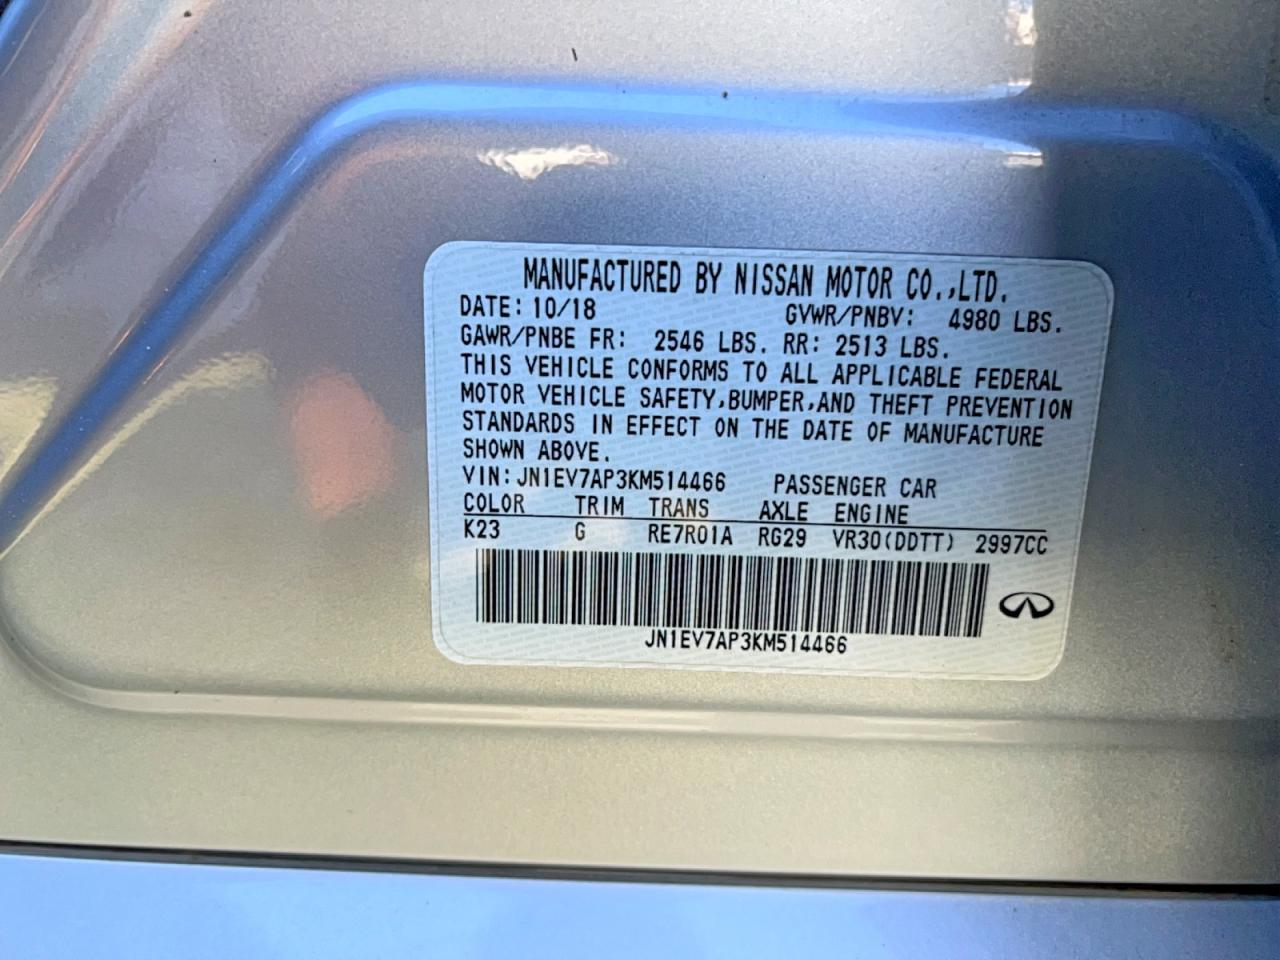 MANUFACTURED BY NISSAN MOTOR CO.,LTD.
DATE: 10/18 GVWR/PNBV: 4980 LBS.
GAWR/PNBE FR: 2546 LBS. RR: 2513 LBS.
THIS VEHICLE CONFORMS TO ALL APPLICABLE FEDERAL
MOTOR VEHICLE SAFETY,BUMPER,AND THEFT PREVENTION
STANDARDS IN EFFECT ON THE DATE OF MANUFACTURE
SHOWN ABOVE.
VIN:JN1EV7AP3KM514466 PASSENGER CAR
COLOR TRIM TRANS AXLE ENGINE
K23 G RE7R01A RG29 VR30(DDTT) 2997CC
JN1EV7AP3KM514466